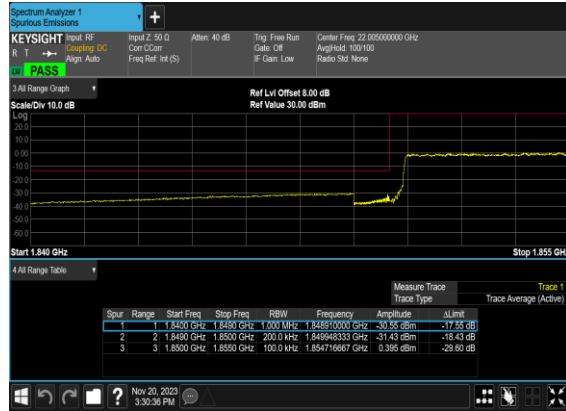 Spectrum Analyzer 1
Spurious Emissions
KEYSIGHT
R T
Input: RF
Coupling: DC
Align: Auto
Input Z: 50 Ω
Corr CCorr
Freq Ref: Int (S)
Atten: 40 dB
Trig: Free Run
Gate: Off
IF Gain: Low
Center Freq: 22.005000000 GHz
Avg|Hold: 100/100
Radio Std: None
PASS
3 All Range Graph
Scale/Div 10.0 dB
Ref Lvl Offset 8.00 dB
Ref Value 30.00 dBm
Log
20.0
10.0
0.00
-10.0
-20.0
-30.0
-40.0
-50.0
-60.0
Start 1.840 GHz
Stop 1.855 GH
4 All Range Table
Measure Trace Trace 1
Trace Type Trace Average (Active)
Spur Range Start Freq Stop Freq RBW Frequency Amplitude ΔLimit
1 1 1.8400 GHz 1.8490 GHz 1.000 MHz 1.848910000 GHz -30.55 dBm -17.55 dB
2 2 1.8490 GHz 1.8500 GHz 200.0 kHz 1.849948333 GHz -31.43 dBm -18.43 dB
3 3 1.8500 GHz 1.8550 GHz 100.0 kHz 1.854716667 GHz 0.395 dBm -29.60 dB
Nov 20, 2023
3:30:36 PM